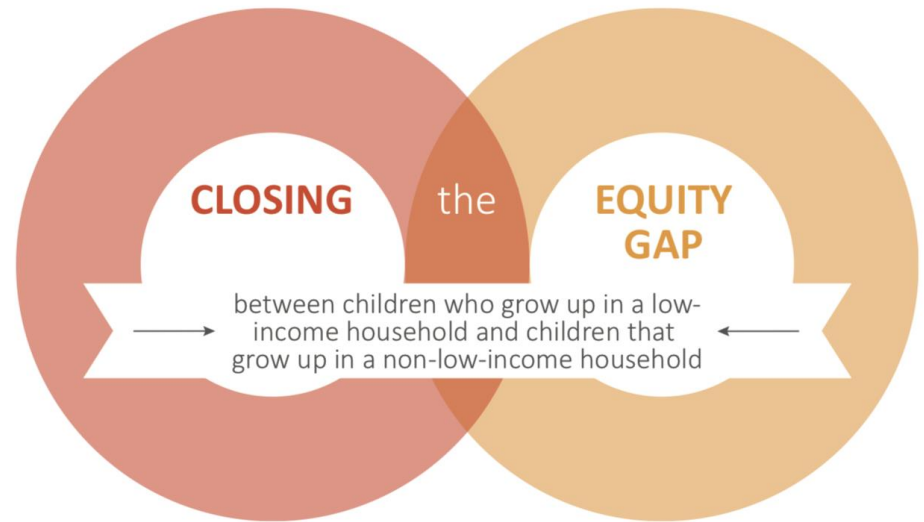 CLOSING
the
EQUITY
GAP
between children who grow up in a low-
income household and children that
grow up in a non-low-income household